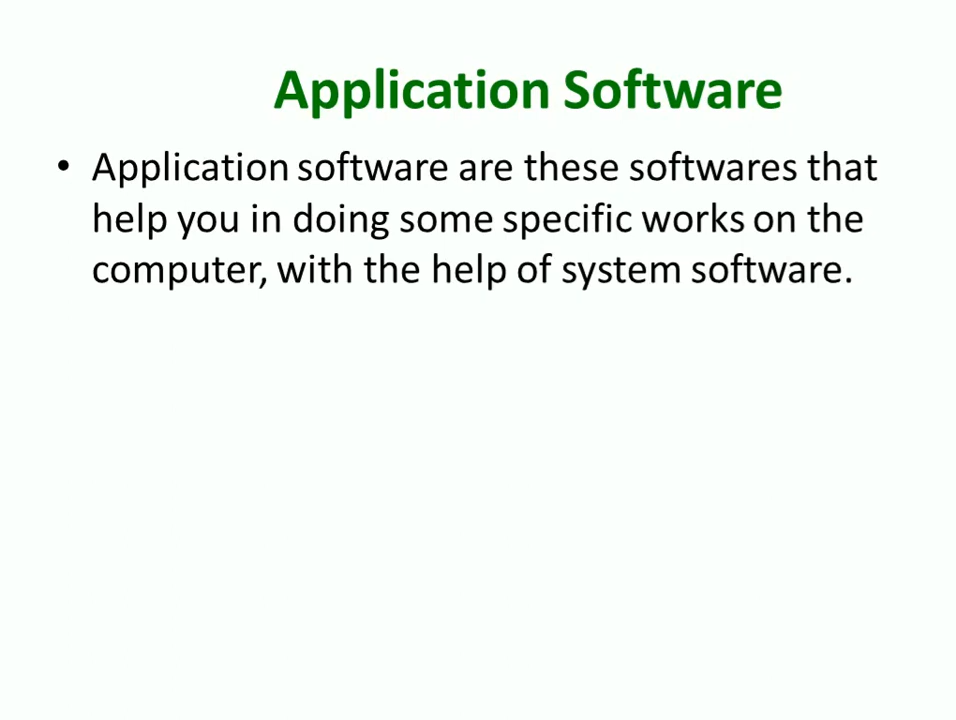 Application Software
• Application software are these softwares that
help you in doing some specific works on the
computer, with the help of system software.